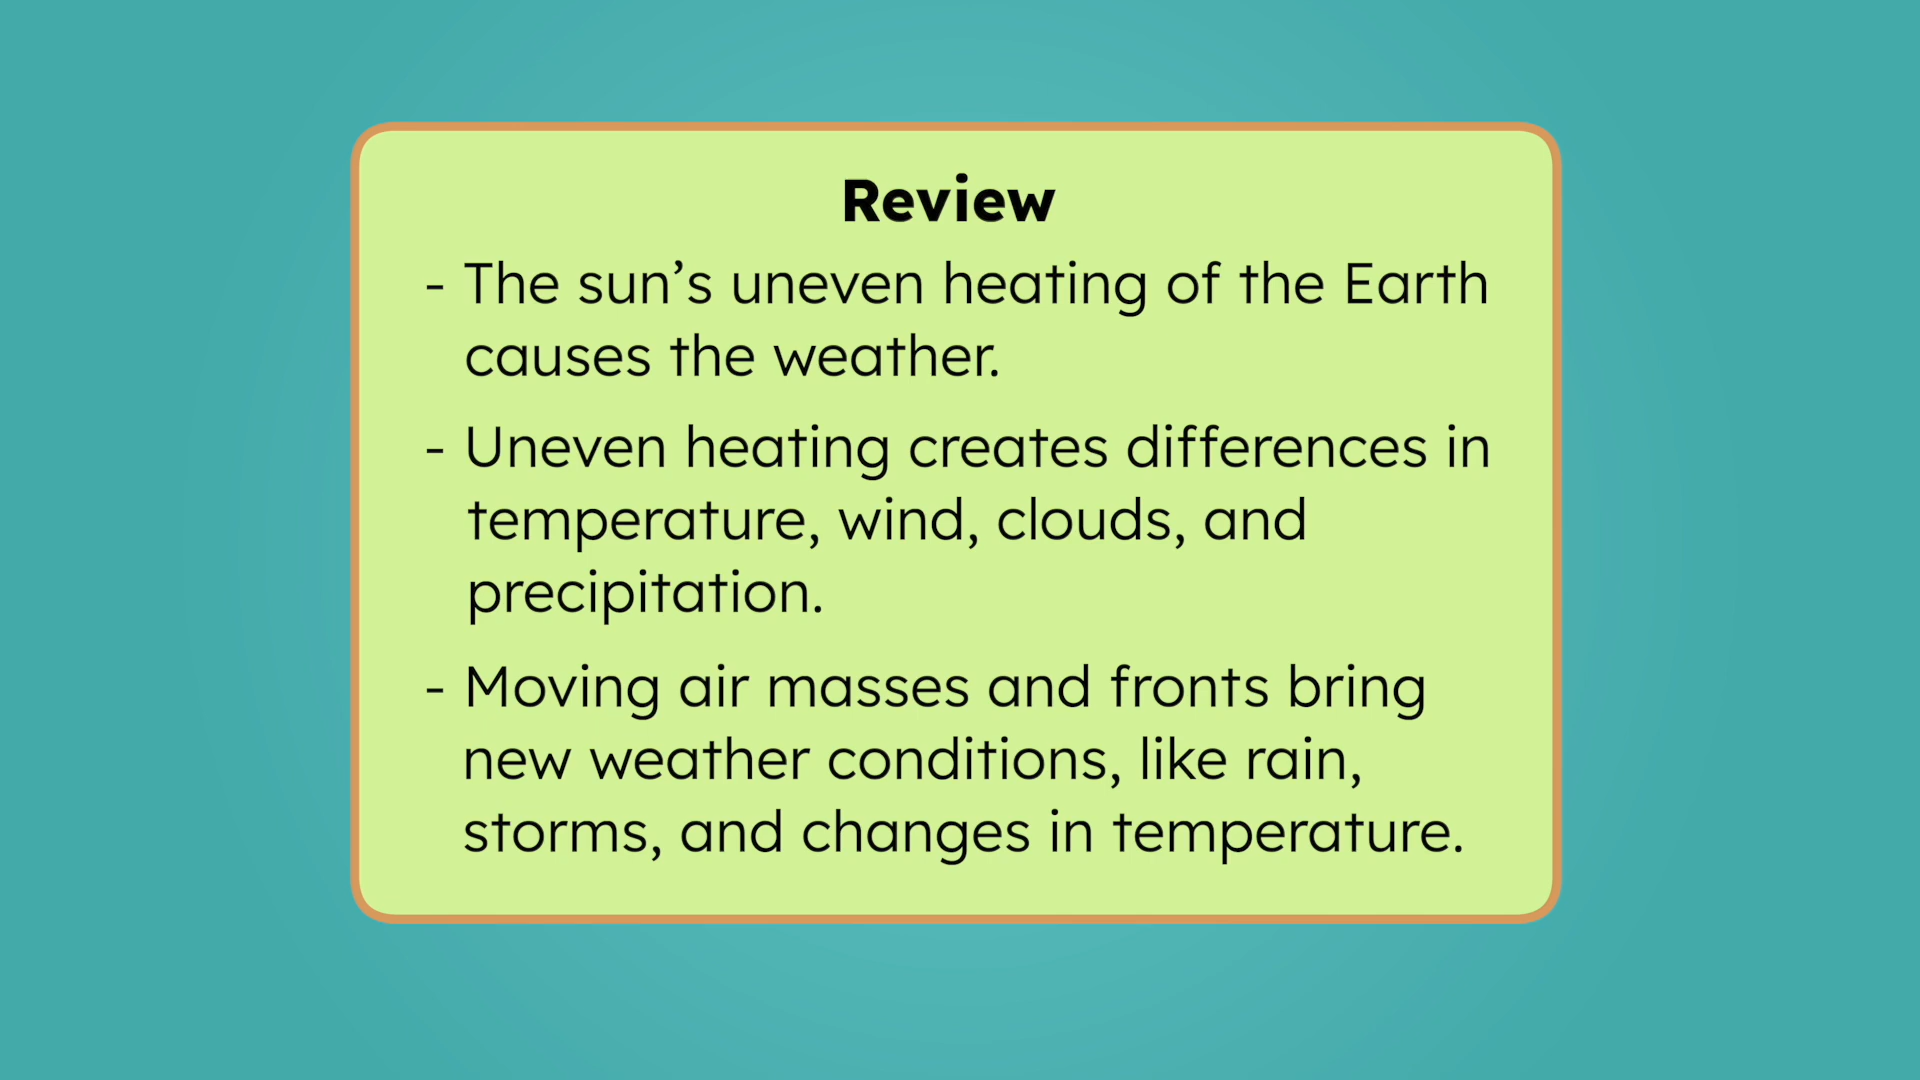 Review
- The sun’s uneven heating of the Earth
causes the weather.
- Uneven heating creates differences in
temperature, wind, clouds, and
precipitation.
- Moving air masses and fronts bring
new weather conditions, like rain,
storms, and changes in temperature.